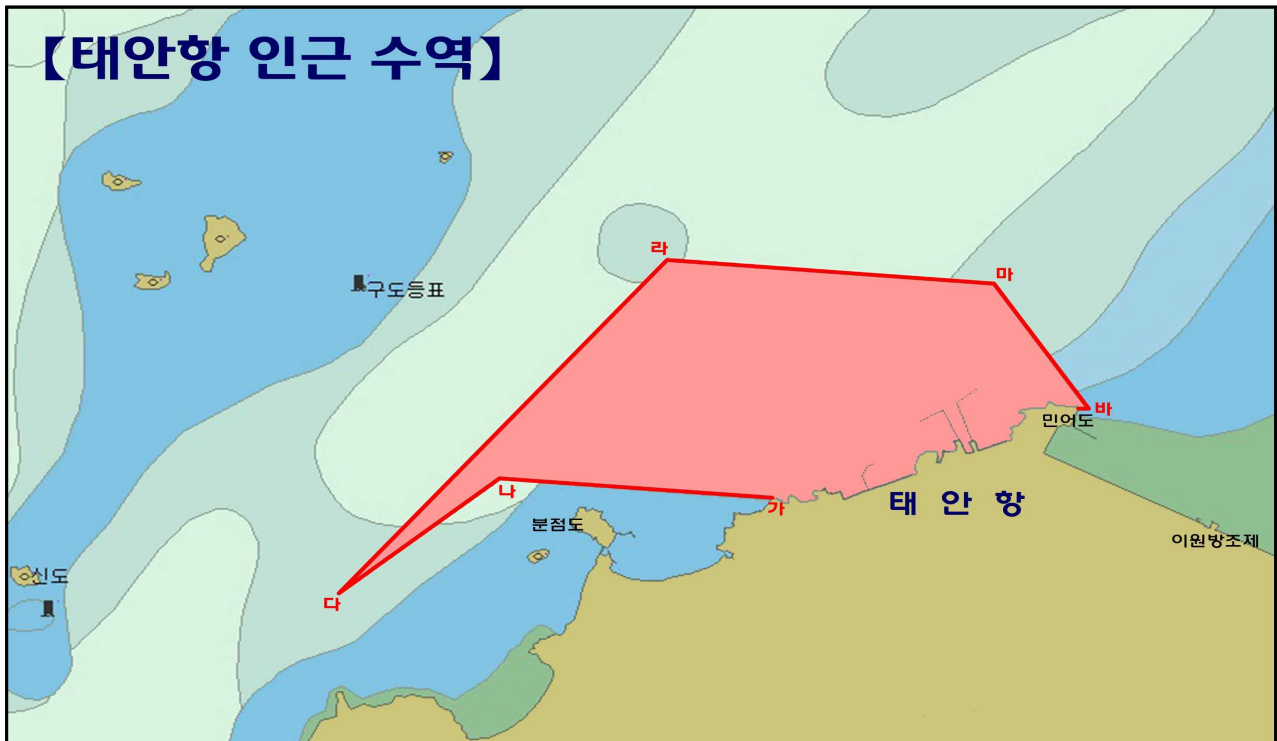 【태안항 인근 수역】
라
마
구도등표
바
민어도
나
가
태 안 항
분점도
이원방조제
신도
다